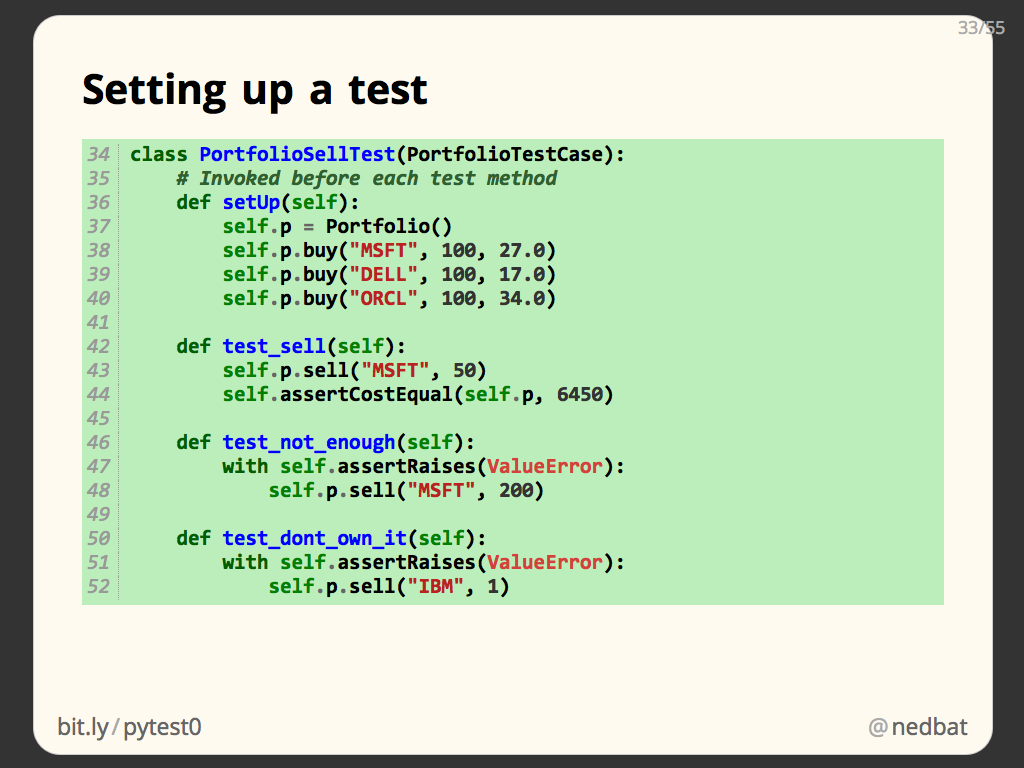 33/55
Setting up a test
34 class PortfolioSellTest(PortfolioTestCase):
35     # Invoked before each test method
36     def setUp(self):
37         self.p = Portfolio()
38         self.p.buy("MSFT", 100, 27.0)
39         self.p.buy("DELL", 100, 17.0)
40         self.p.buy("ORCL", 100, 34.0)
41
42     def test_sell(self):
43         self.p.sell("MSFT", 50)
44         self.assertCostEqual(self.p, 6450)
45
46     def test_not_enough(self):
47         with self.assertRaises(ValueError):
48             self.p.sell("MSFT", 200)
49
50     def test_dont_own_it(self):
51         with self.assertRaises(ValueError):
52             self.p.sell("IBM", 1)
bit.ly/pytest0
@nedbat